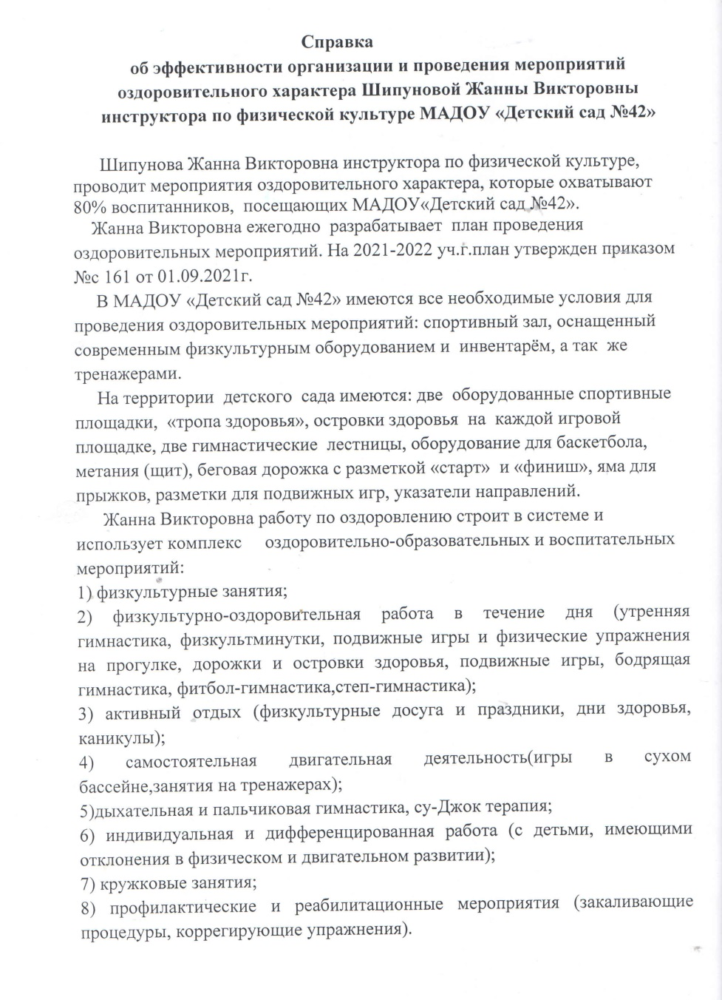 Справка
об эффективности организации и проведения мероприятий
оздоровительного характера Шипуновой Жанны Викторовны
инструктора по физической культуре МАДОУ «Детский сад №42»
Шипунова Жанна Викторовна инструктора по физической культуре,
проводит мероприятия оздоровительного характера, которые охватывают
80% воспитанников, посещающих МАДОУ«Детский сад №42».
Жанна Викторовна ежегодно разрабатывает план проведения
оздоровительных мероприятий. На 2021-2022 уч.г.план утвержден приказом
№с 161 от 01.09.2021г.
В МАДОУ «Детский сад №42» имеются все необходимые условия для
проведения оздоровительных мероприятий: спортивный зал, оснащенный
современным физкультурным оборудованием и инвентарём, а так же
тренажерами.
На территории детского сада имеются: две оборудованные спортивные
площадки, «тропа здоровья», островки здоровья на каждой игровой
площадке, две гимнастические лестницы, оборудование для баскетбола,
метания (щит), беговая дорожка с разметкой «старт» и «финиш», яма для
прыжков, разметки для подвижных игр, указатели направлений.
Жанна Викторовна работу по оздоровлению строит в системе и
использует комплекс оздоровительно-образовательных и воспитательных
мероприятий:
1) физкультурные занятия;
2) физкультурно-оздоровительная работа в течение дня (утренняя
гимнастика, физкультминутки, подвижные игры и физические упражнения
на прогулке, дорожки и островки здоровья, подвижные игры, бодрящая
гимнастика, фитбол-гимнастика,степ-гимнастика);
3) активный отдых (физкультурные досуга и праздники, дни здоровья,
каникулы);
4) самостоятельная двигательная деятельность(игры в сухом
бассейне,занятия на тренажерах);
5)дыхательная и пальчиковая гимнастика, су-Джок терапия;
6) индивидуальная и дифференцированная работа (с детьми, имеющими
отклонения в физическом и двигательном развитии);
7) кружковые занятия;
8) профилактические и реабилитационные мероприятия (закаливающие
процедуры, коррегирующие упражнения).